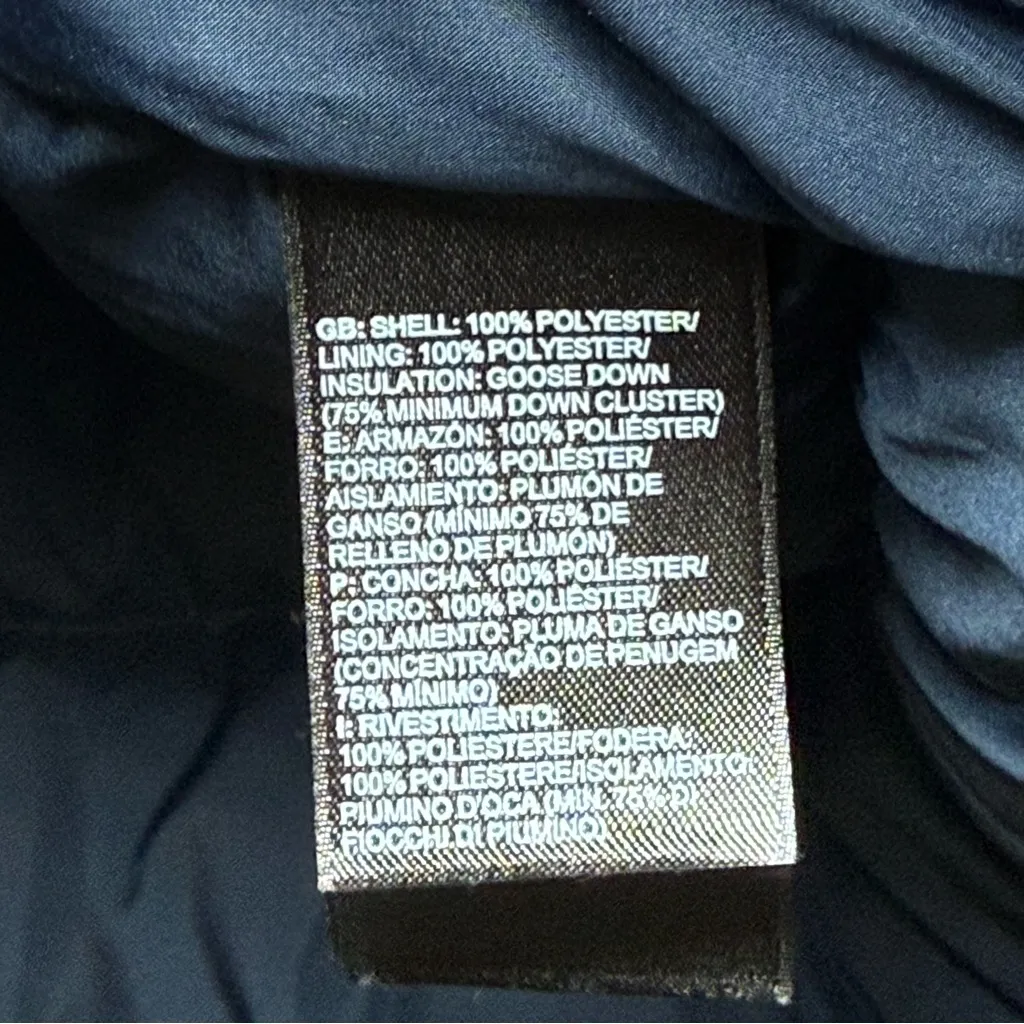 GB: SHELL: 100% POLYESTER/
LINING: 100% POLYESTER/
INSULATION: GOOSE DOWN
(75% MINIMUM DOWN CLUSTER)
E: ARMAZÓN: 100% POLIÉSTER/
FORRO: 100% POLIÉSTER/
AISLAMIENTO: PLUMÓN DE
GANSO (MÍNIMO 75% DE
RELLENO DE PLUMÓN)
P: CONCHA: 100% POLIÉSTER/
FORRO: 100% POLIÉSTER/
ISOLAMENTO: PLUMA DE GANSO
(CONCENTRAÇÃO DE PENUGEM
75% MÍNIMO)
I: RIVESTIMENTO:
100% POLIESTERE/FODERA:
100% POLIESTERE/ISOLAMENTO:
PIUMINO D'OCA (MIN. 75% DI
FIOCCHI DI PIUMINO)